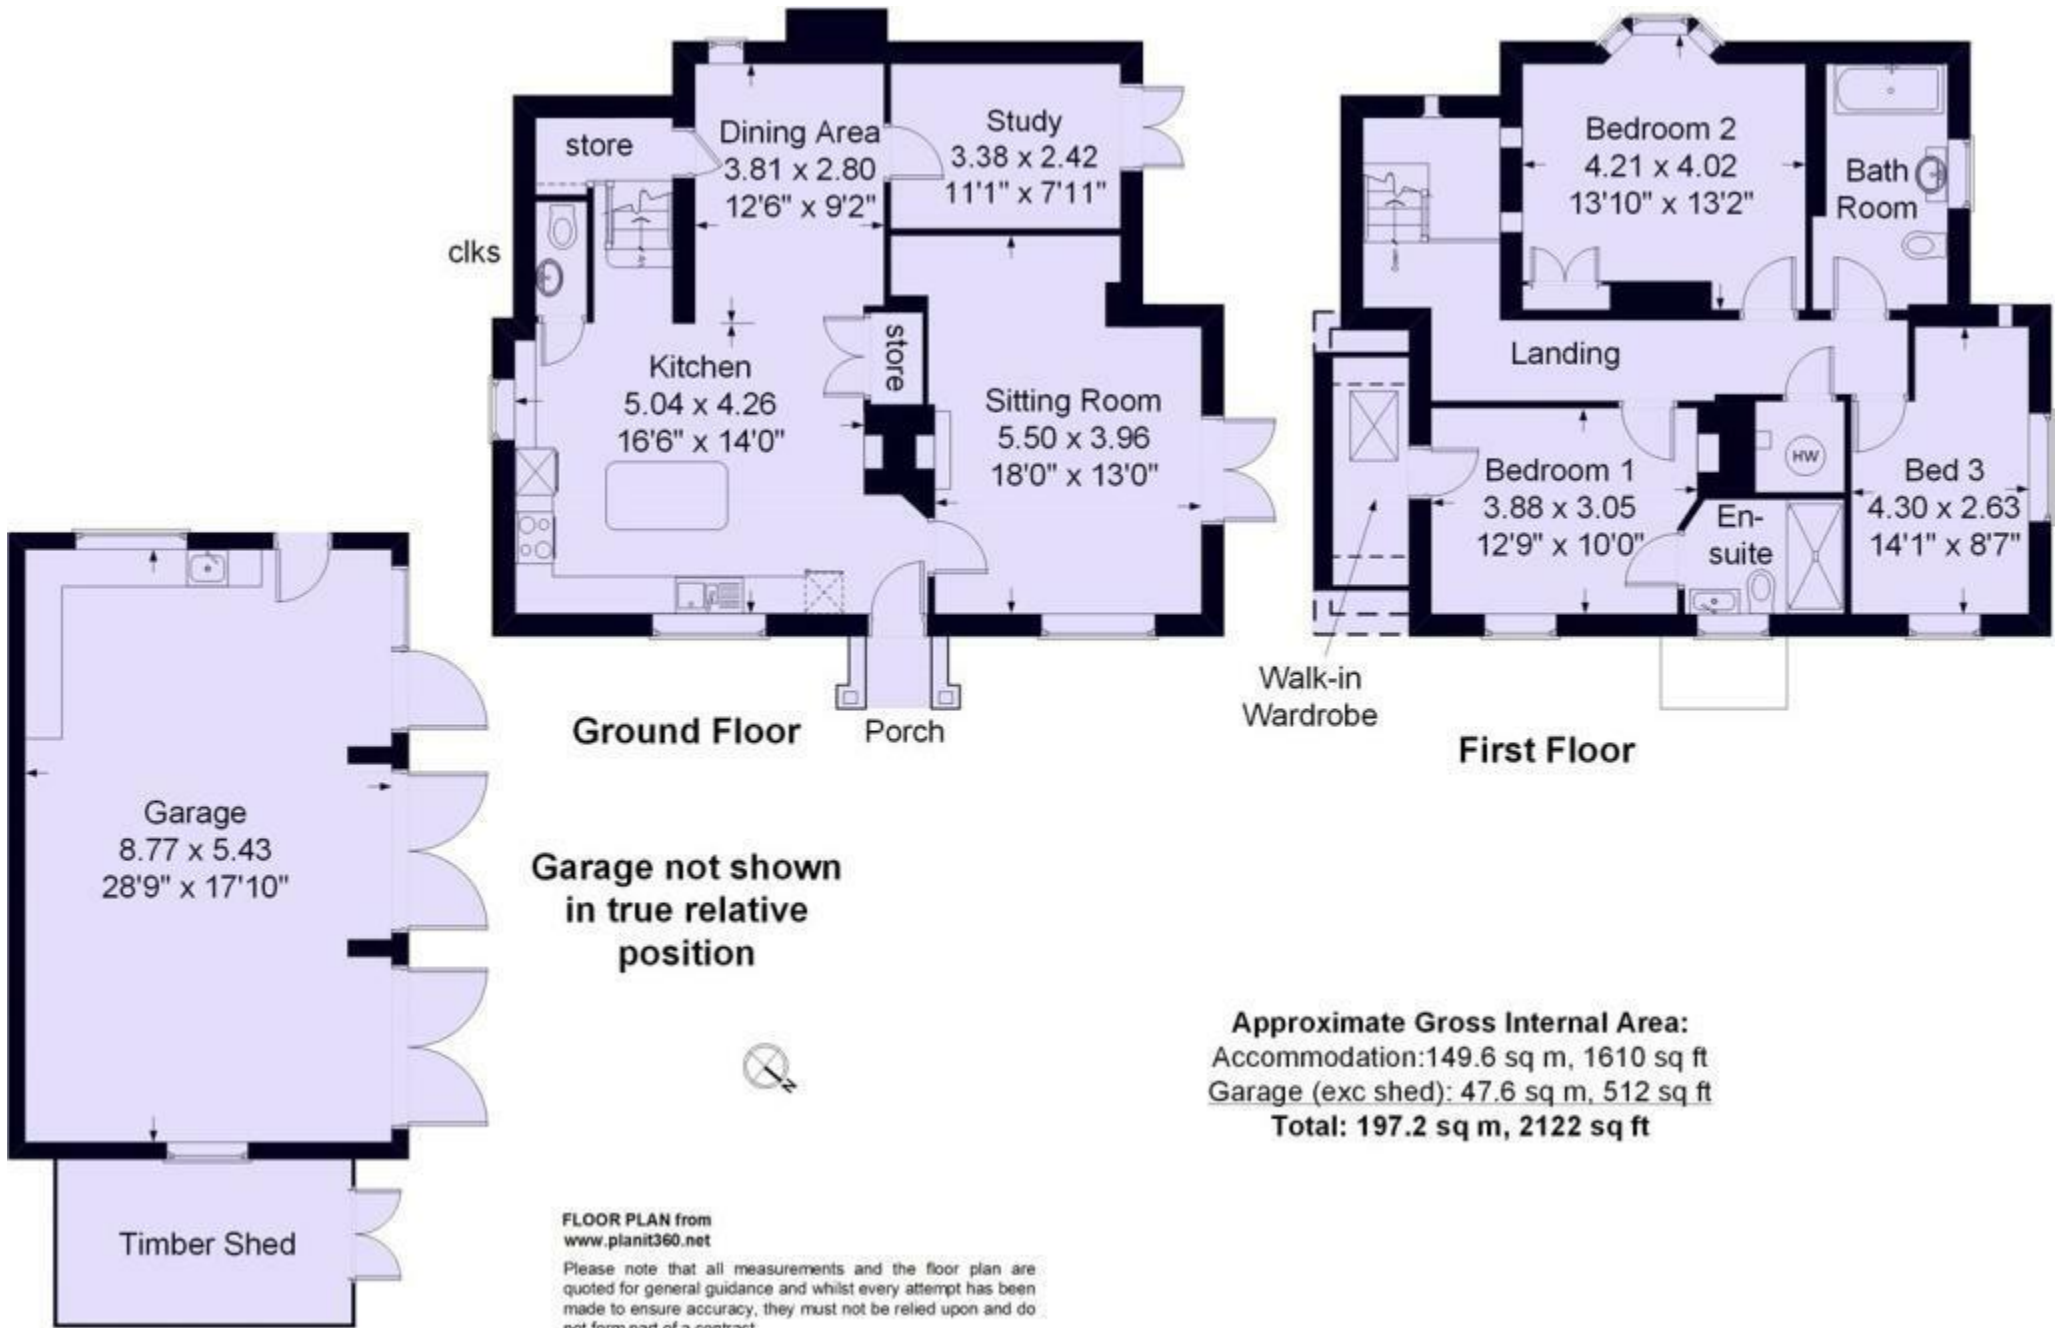 store
Dining Area
3.81 x 2.80
12'6" x 9'2"
Study
3.38 x 2.42
11'1" x 7'11"
clks
Kitchen
5.04 x 4.26
16'6" x 14'0"
store
Sitting Room
5.50 x 3.96
18'0" x 13'0"
Ground Floor
Porch
Bedroom 2
4.21 x 4.02
13'10" x 13'2"
Bath
Room
Down
Landing
HW
Bedroom 1
3.88 x 3.05
12'9" x 10'0"
En-
suite
Bed 3
4.30 x 2.63
14'1" x 8'7"
Walk-in
Wardrobe
First Floor
Garage
8.77 x 5.43
28'9" x 17'10"
Garage not shown
in true relative
position
N
Timber Shed
Approximate Gross Internal Area:
Accommodation:149.6 sq m, 1610 sq ft
Garage (exc shed): 47.6 sq m, 512 sq ft
Total: 197.2 sq m, 2122 sq ft
FLOOR PLAN from
www.planit360.net
Please note that all measurements and the floor plan are
quoted for general guidance and whilst every attempt has been
made to ensure accuracy, they must not be relied upon and do
not form part of a contract